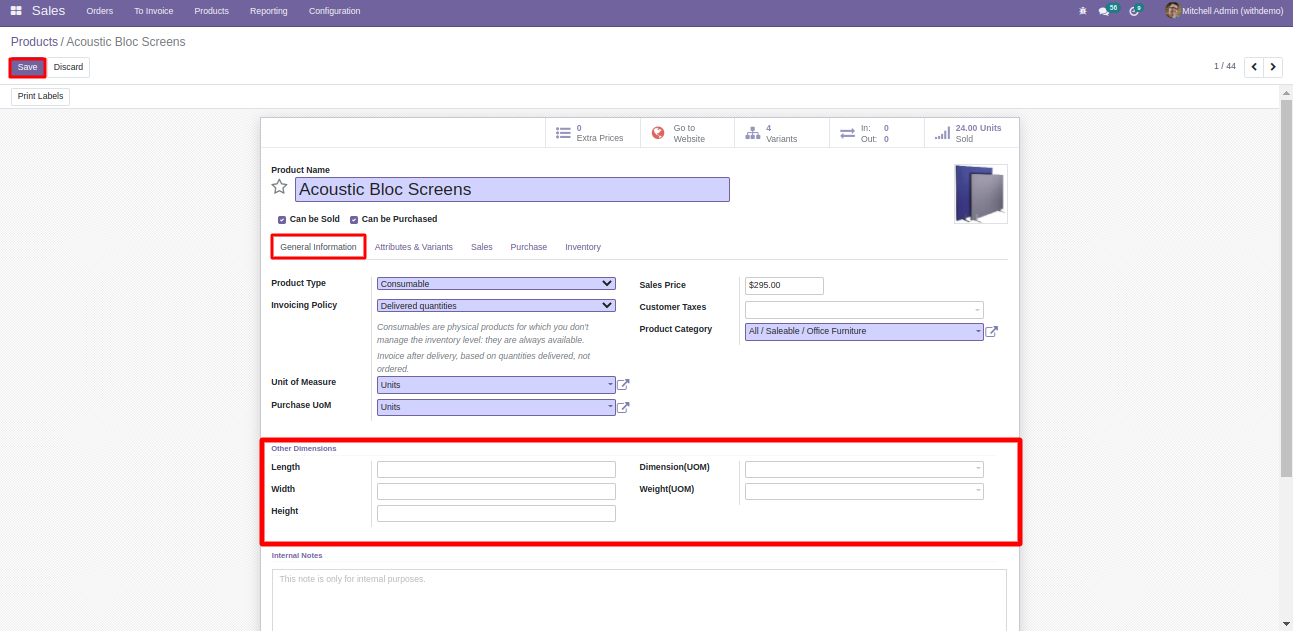 Sales Orders To Invoice Products Reporting Configuration 56 9 Mitchell Admin (withdemo)
Products / Acoustic Bloc Screens
Save Discard 1 / 44
Print Labels
0 Extra Prices
Go to Website
4 Variants
In: 0
Out: 0
24.00 Units Sold
Product Name
Acoustic Bloc Screens
Can be Sold Can be Purchased
General Information Attributes & Variants Sales Purchase Inventory
Product Type Consumable
Invoicing Policy Delivered quantities
Consumables are physical products for which you don't
manage the inventory level: they are always available.
Invoice after delivery, based on quantities delivered, not
ordered.
Unit of Measure Units
Purchase UoM Units
Sales Price $295.00
Customer Taxes
Product Category All / Saleable / Office Furniture
Other Dimensions
Length
Width
Height
Dimension(UOM)
Weight(UOM)
Internal Notes
This note is only for internal purposes.